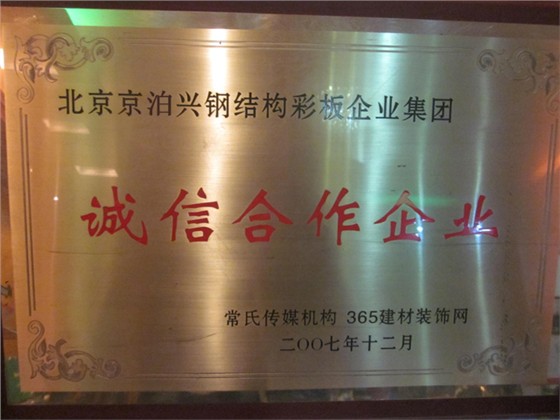 北京京泊兴钢结构彩板企业集团
诚信合作企业
常氏传媒机构 365建材装饰网
二〇〇七年十二月